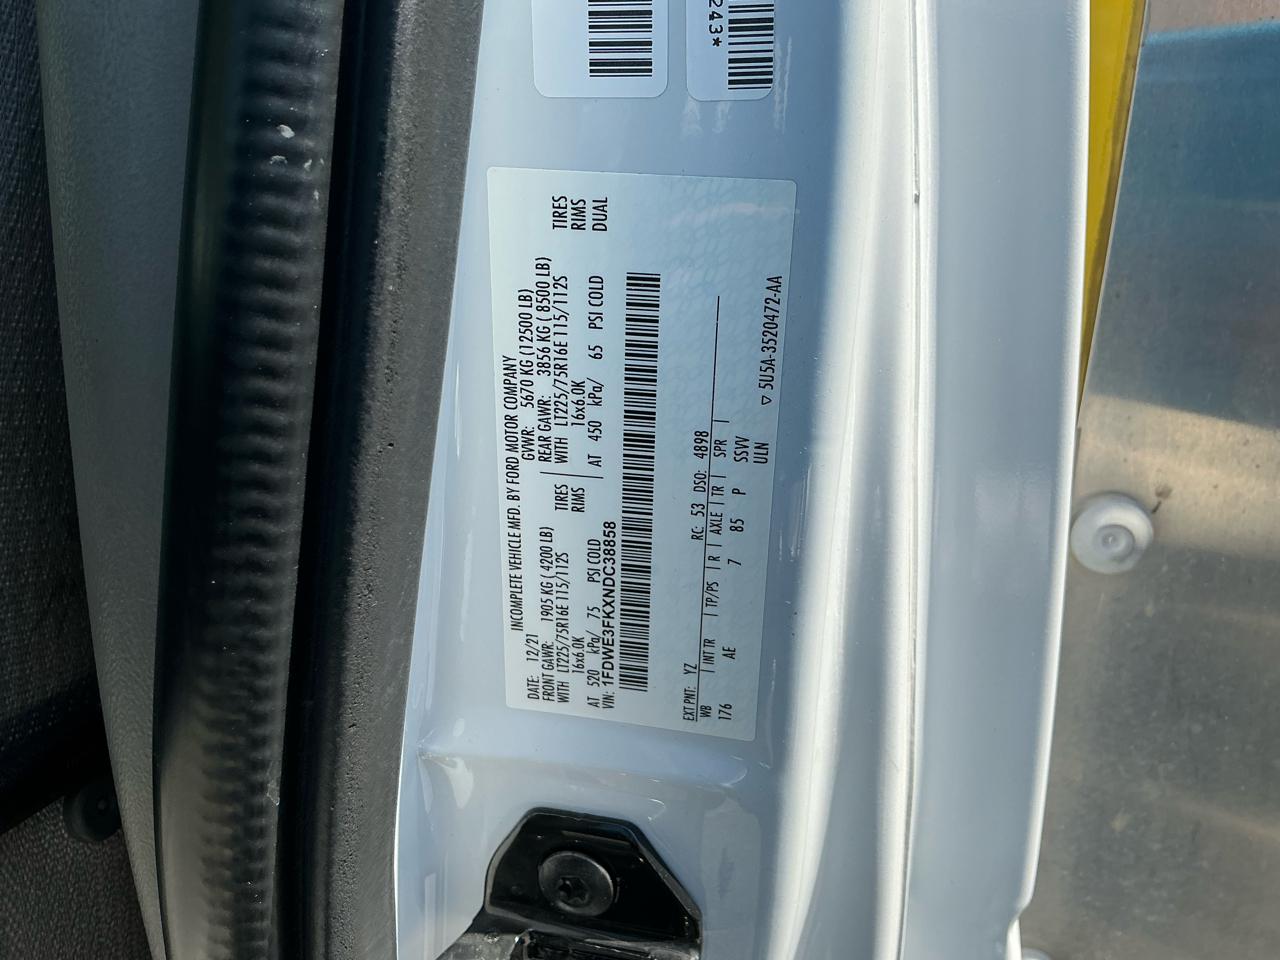 243*
INCOMPLETE VEHICLE MFD. BY FORD MOTOR COMPANY
DATE: 12/21 GVWR: 5670 KG (12500 LB)
FRONT GAWR: 1905 KG ( 4200 LB) REAR GAWR: 3856 KG ( 8500 LB)
WITH LT225/75R16E 115/112S TIRES WITH LT225/75R16E 115/112S TIRES
16x6.0K RIMS 16x6.0K RIMS
AT 520 kPa/ 75 PSI COLD AT 450 kPa/ 65 PSI COLD DUAL
VIN: 1FDWE3FKXNDC38858
EXT PNT: YZ RC: 53 DSO: 4898
WB INT TR TP/PS R AXLE TR SPR
176 AE 7 85 P SSVV
ULN
▽ 5U5A-3520472-AA